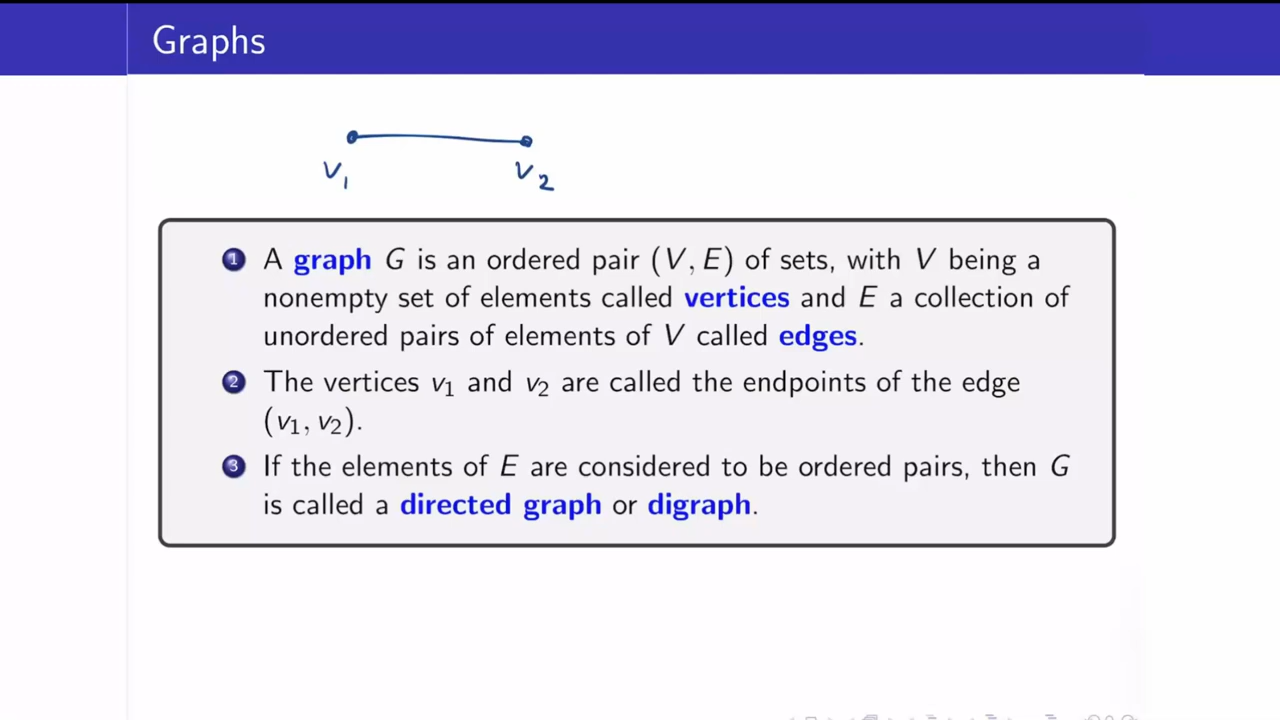 Graphs
v₁ v₂
1 A graph G is an ordered pair (V, E) of sets, with V being a
nonempty set of elements called vertices and E a collection of
unordered pairs of elements of V called edges.
2 The vertices v₁ and v₂ are called the endpoints of the edge
(v₁, v₂).
3 If the elements of E are considered to be ordered pairs, then G
is called a directed graph or digraph.